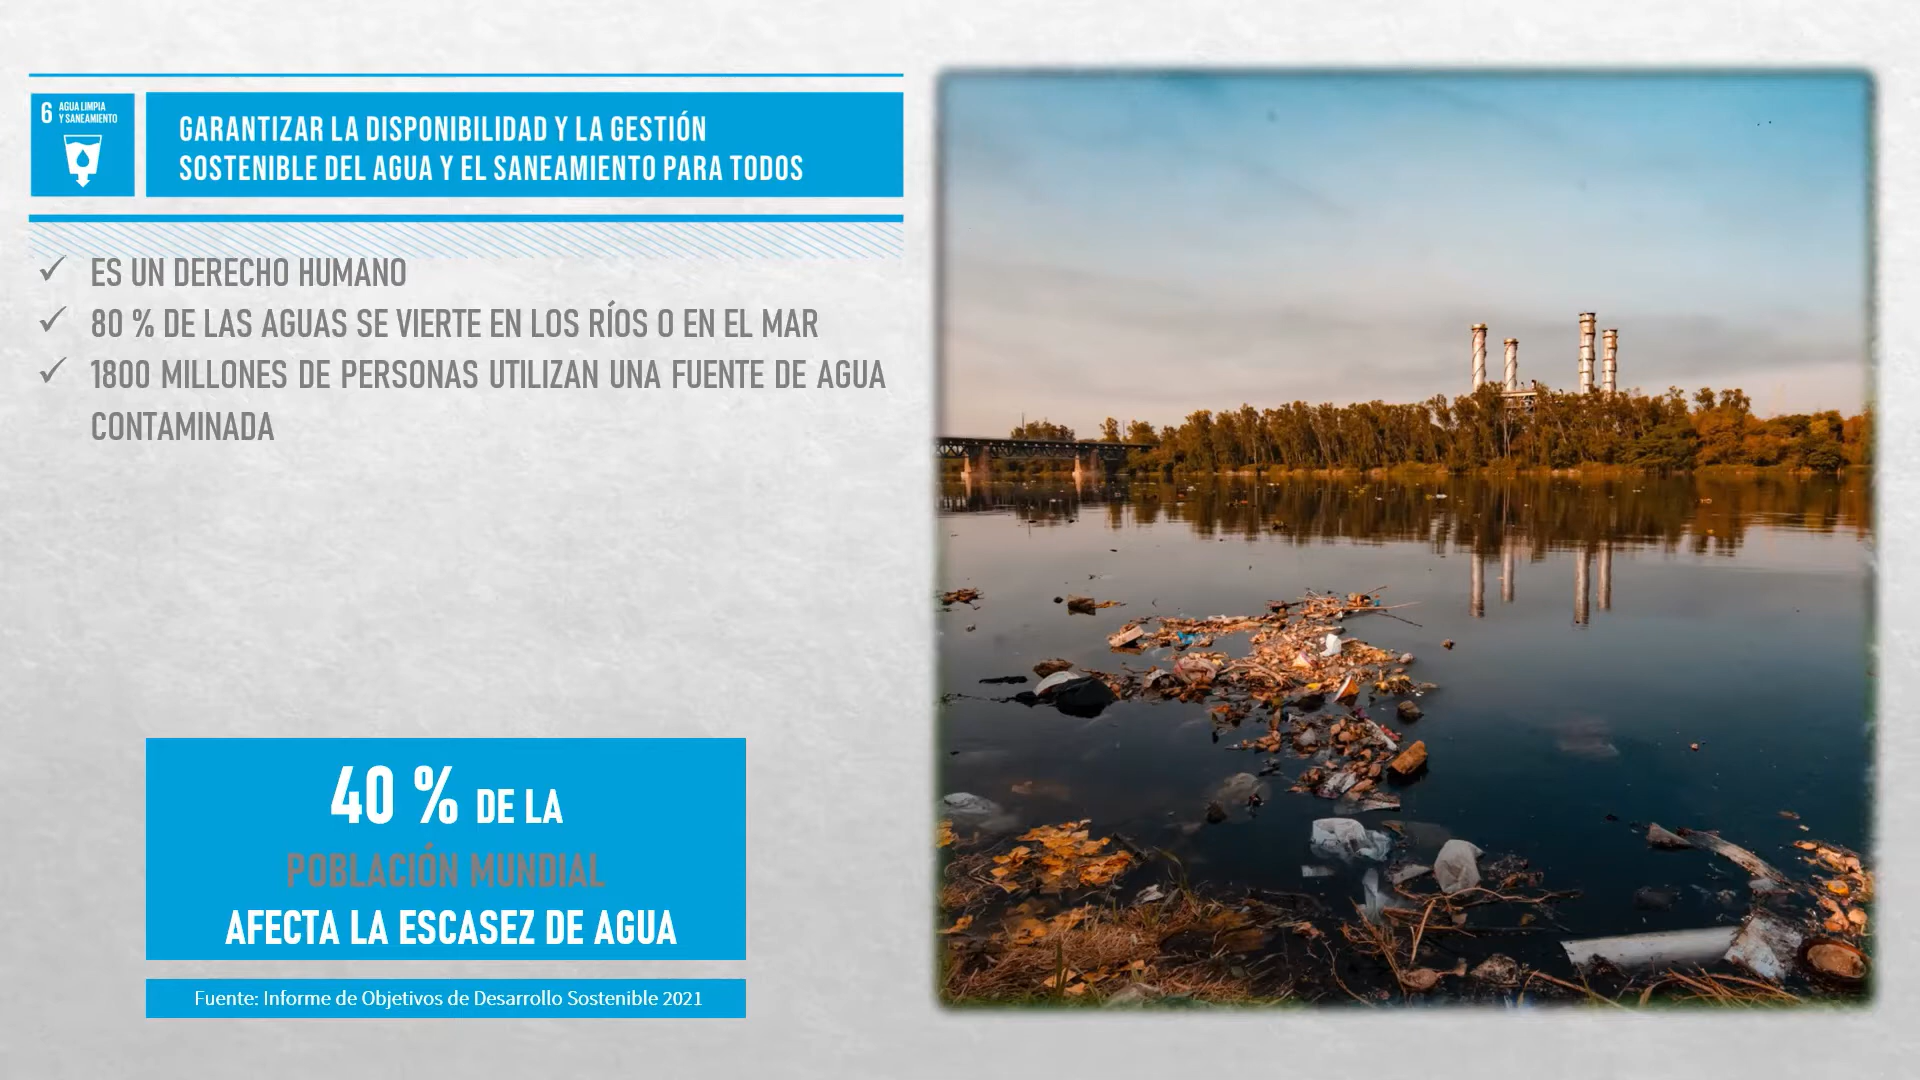 6 AGUA LIMPIA
Y SANEAMIENTO
GARANTIZAR LA DISPONIBILIDAD Y LA GESTIÓN
SOSTENIBLE DEL AGUA Y EL SANEAMIENTO PARA TODOS
✓ ES UN DERECHO HUMANO
✓ 80 % DE LAS AGUAS SE VIERTE EN LOS RÍOS O EN EL MAR
✓ 1800 MILLONES DE PERSONAS UTILIZAN UNA FUENTE DE AGUA
CONTAMINADA
40 % DE LA
POBLACIÓN MUNDIAL
AFECTA LA ESCASEZ DE AGUA
Fuente: Informe de Objetivos de Desarrollo Sostenible 2021